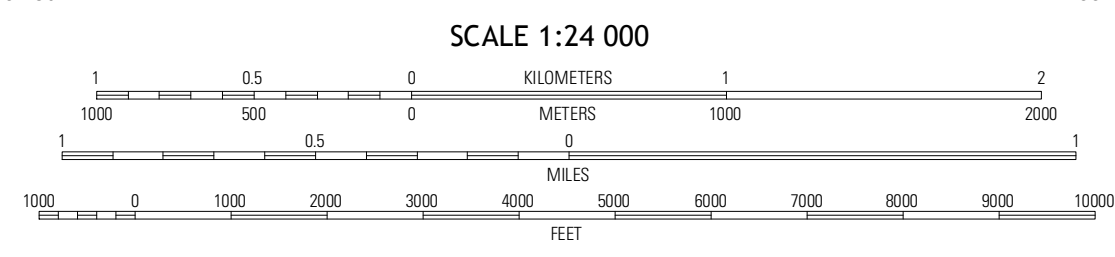 SCALE 1:24 000
1 0.5 0 KILOMETERS 1 2
1000 500 0 METERS 1000 2000
1 0.5 0 1
MILES
1000 0 1000 2000 3000 4000 5000 6000 7000 8000 9000 10000
FEET